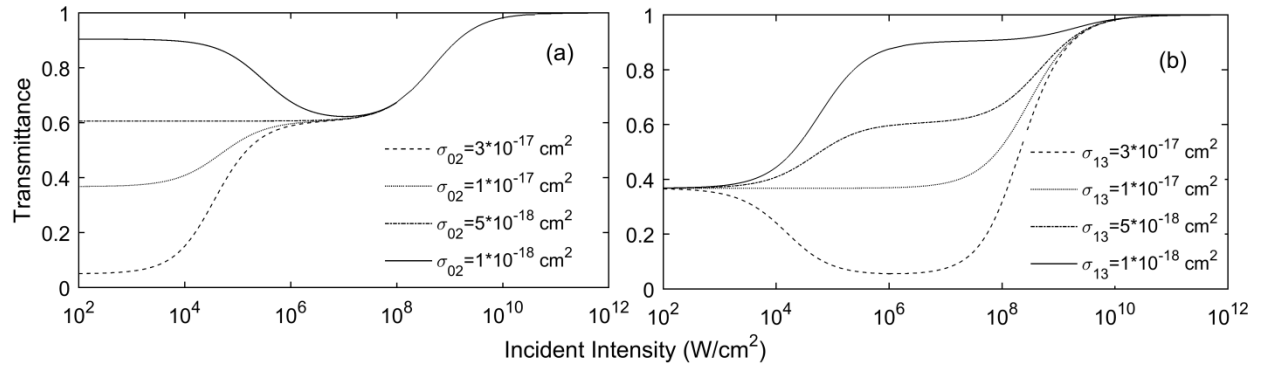 1
0.8
0.6
0.4
0.2
0
Transmittance
(a)
σ02=3*10^-17 cm^2
σ02=1*10^-17 cm^2
σ02=5*10^-18 cm^2
σ02=1*10^-18 cm^2
10^2 10^4 10^6 10^8 10^10 10^12
1
0.8
0.6
0.4
0.2
0
(b)
σ13=3*10^-17 cm^2
σ13=1*10^-17 cm^2
σ13=5*10^-18 cm^2
σ13=1*10^-18 cm^2
10^2 10^4 10^6 10^8 10^10 10^12
Incident Intensity (W/cm^2)